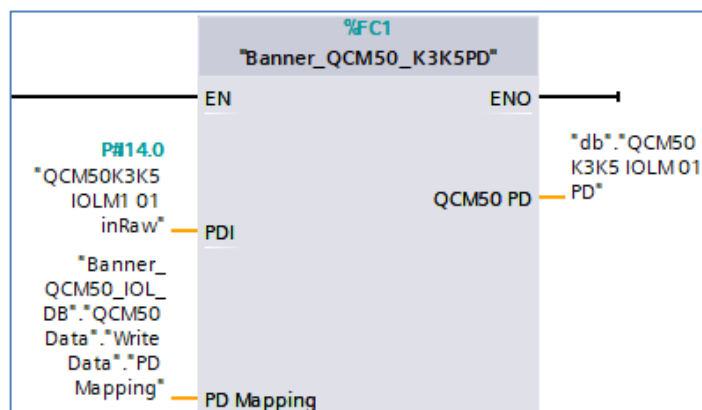 %FC1
"Banner_QCM50_K3K5PD"
EN
ENO
P#I14.0
"QCM50K3K5
IOLM1 01
inRaw"
PDI
"db"."QCM50
K3K5 IOLM 01
PD"
QCM50 PD
"Banner_
QCM50_IOL_
DB"."QCM50
Data"."Write
Data"."PD
Mapping"
PD Mapping